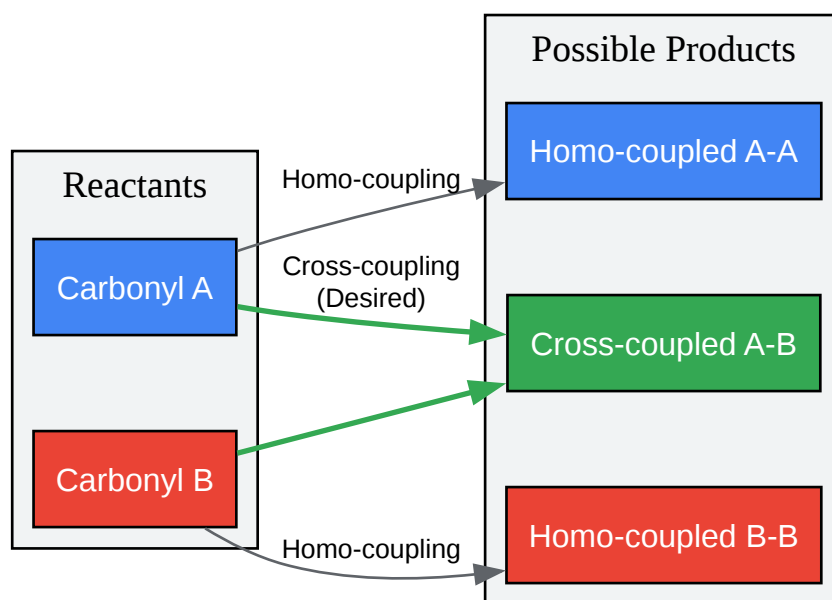 Possible Products
Reactants
Homo-coupled A-A
Homo-coupling
Carbonyl A
Cross-coupling
(Desired)
Cross-coupled A-B
Carbonyl B
Homo-coupling
Homo-coupled B-B